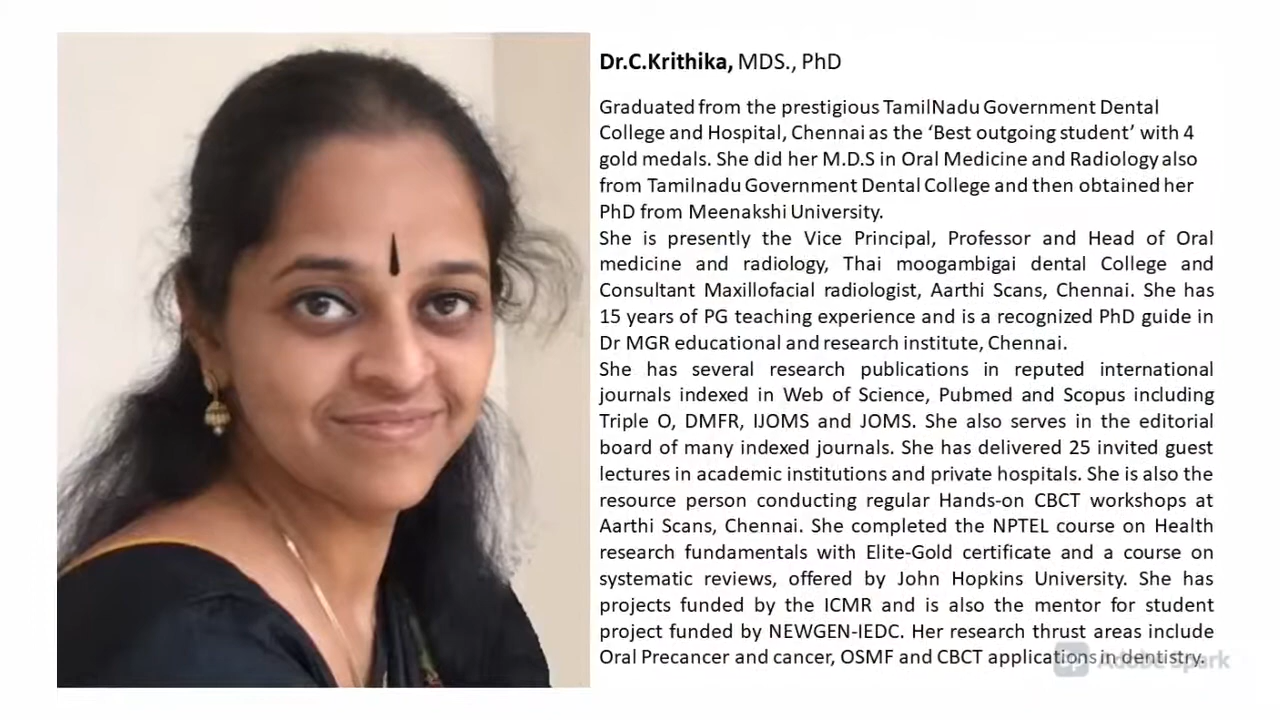 Dr.C.Krithika, MDS., PhD
Graduated from the prestigious TamilNadu Government Dental
College and Hospital, Chennai as the ‘Best outgoing student’ with 4
gold medals. She did her M.D.S in Oral Medicine and Radiology also
from Tamilnadu Government Dental College and then obtained her
PhD from Meenakshi University.
She is presently the Vice Principal, Professor and Head of Oral
medicine and radiology, Thai moogambigai dental College and
Consultant Maxillofacial radiologist, Aarthi Scans, Chennai. She has
15 years of PG teaching experience and is a recognized PhD guide in
Dr MGR educational and research institute, Chennai.
She has several research publications in reputed international
journals indexed in Web of Science, Pubmed and Scopus including
Triple O, DMFR, IJOMS and JOMS. She also serves in the editorial
board of many indexed journals. She has delivered 25 invited guest
lectures in academic institutions and private hospitals. She is also the
resource person conducting regular Hands-on CBCT workshops at
Aarthi Scans, Chennai. She completed the NPTEL course on Health
research fundamentals with Elite-Gold certificate and a course on
systematic reviews, offered by John Hopkins University. She has
projects funded by the ICMR and is also the mentor for student
project funded by NEWGEN-IEDC. Her research thrust areas include
Oral Precancer and cancer, OSMF and CBCT applications in dentistry.
Sp Adobe Spark